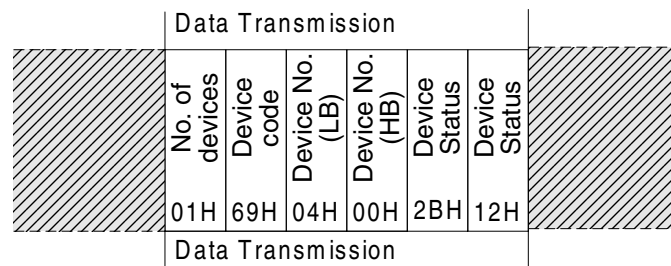 Data Transmission
No. of devices
Device code
Device No. (LB)
Device No. (HB)
Device Status
Device Status
01H 69H 04H 00H 2BH 12H
Data Transmission